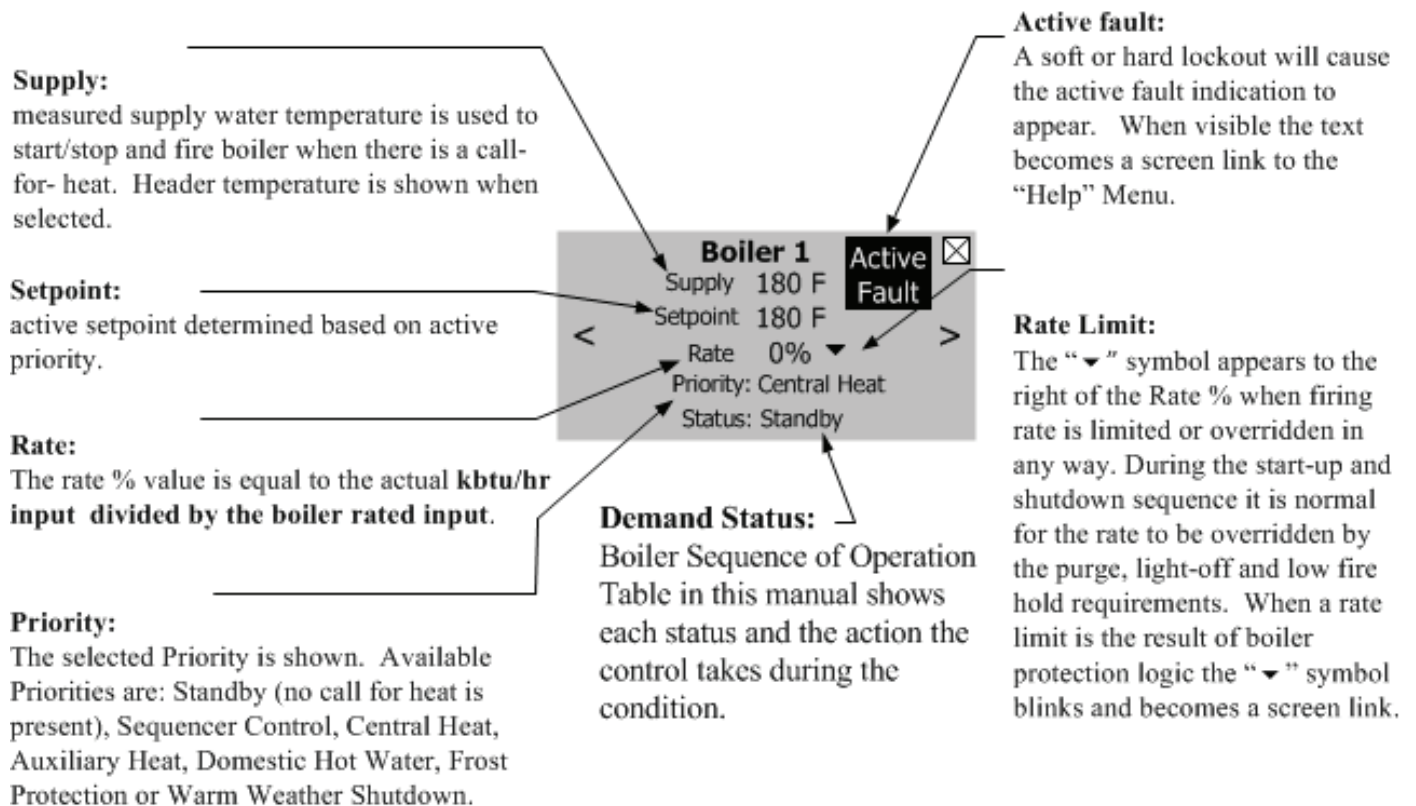 Supply:
measured supply water temperature is used to
start/stop and fire boiler when there is a call-
for- heat.  Header temperature is shown when
selected.
Setpoint:
active setpoint determined based on active
priority.
Rate:
The rate % value is equal to the actual kbtu/hr
input  divided by the boiler rated input.
Priority:
The selected Priority is shown.  Available
Priorities are: Standby (no call for heat is
present), Sequencer Control, Central Heat,
Auxiliary Heat, Domestic Hot Water, Frost
Protection or Warm Weather Shutdown.
Boiler 1
Active
Fault
Supply 180 F
Setpoint 180 F
< >
Rate 0% ▼
Priority: Central Heat
Status: Standby
Demand Status:
Boiler Sequence of Operation
Table in this manual shows
each status and the action the
control takes during the
condition.
Active fault:
A soft or hard lockout will cause
the active fault indication to
appear.   When visible the text
becomes a screen link to the
“Help” Menu.
Rate Limit:
The “▼” symbol appears to the
right of the Rate % when firing
rate is limited or overridden in
any way. During the start-up and
shutdown sequence it is normal
for the rate to be overridden by
the purge, light-off and low fire
hold requirements.  When a rate
limit is the result of boiler
protection logic the “▼” symbol
blinks and becomes a screen link.